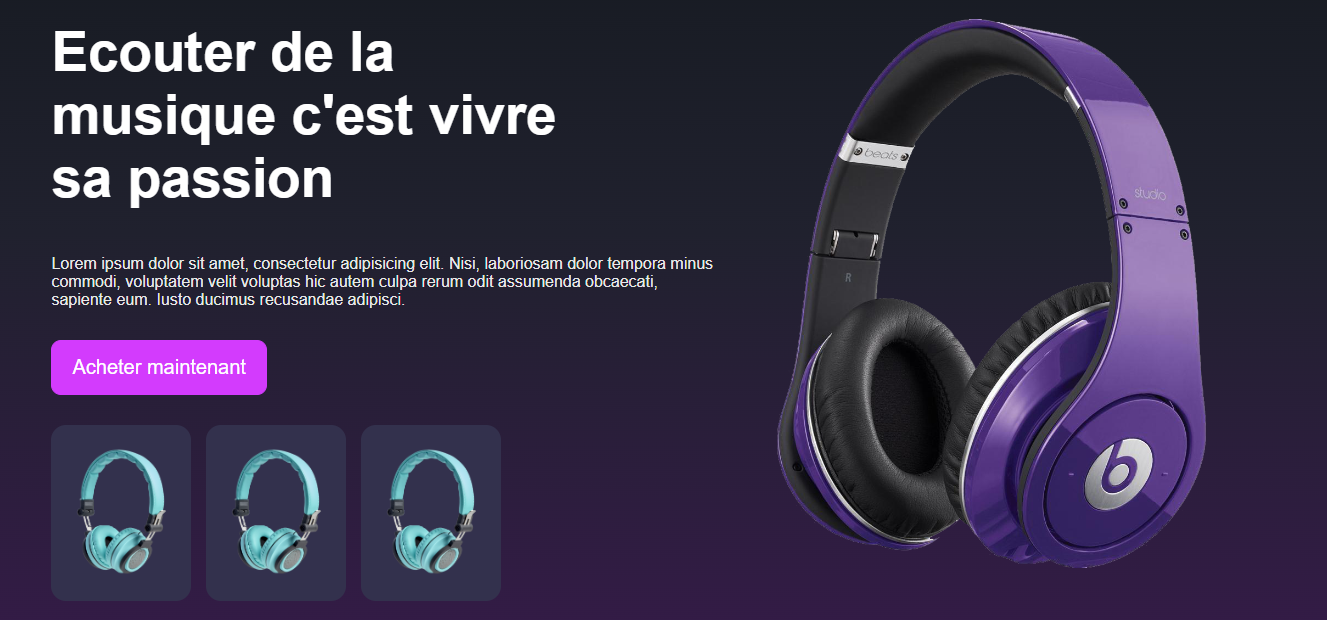 Ecouter de la
musique c'est vivre
sa passion
Lorem ipsum dolor sit amet, consectetur adipisicing elit. Nisi, laboriosam dolor tempora minus
commodi, voluptatem velit voluptas hic autem culpa rerum odit assumenda obcaecati,
sapiente eum. Iusto ducimus recusandae adipisci.
Acheter maintenant
beats
studio
R
b